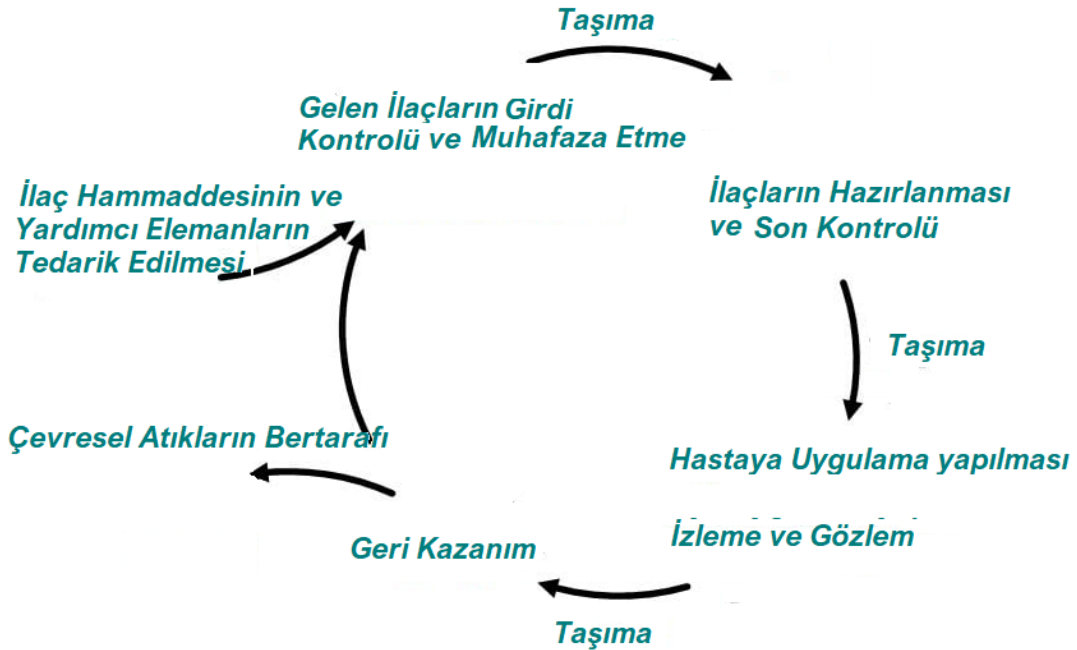 Taşıma
Gelen İlaçların Girdi
Kontrolü ve Muhafaza Etme
İlaç Hammaddesinin ve
Yardımcı Elemanların
Tedarik Edilmesi
İlaçların Hazırlanması
ve Son Kontrolü
Taşıma
Çevresel Atıkların Bertarafı
Hastaya Uygulama yapılması
İzleme ve Gözlem
Geri Kazanım
Taşıma